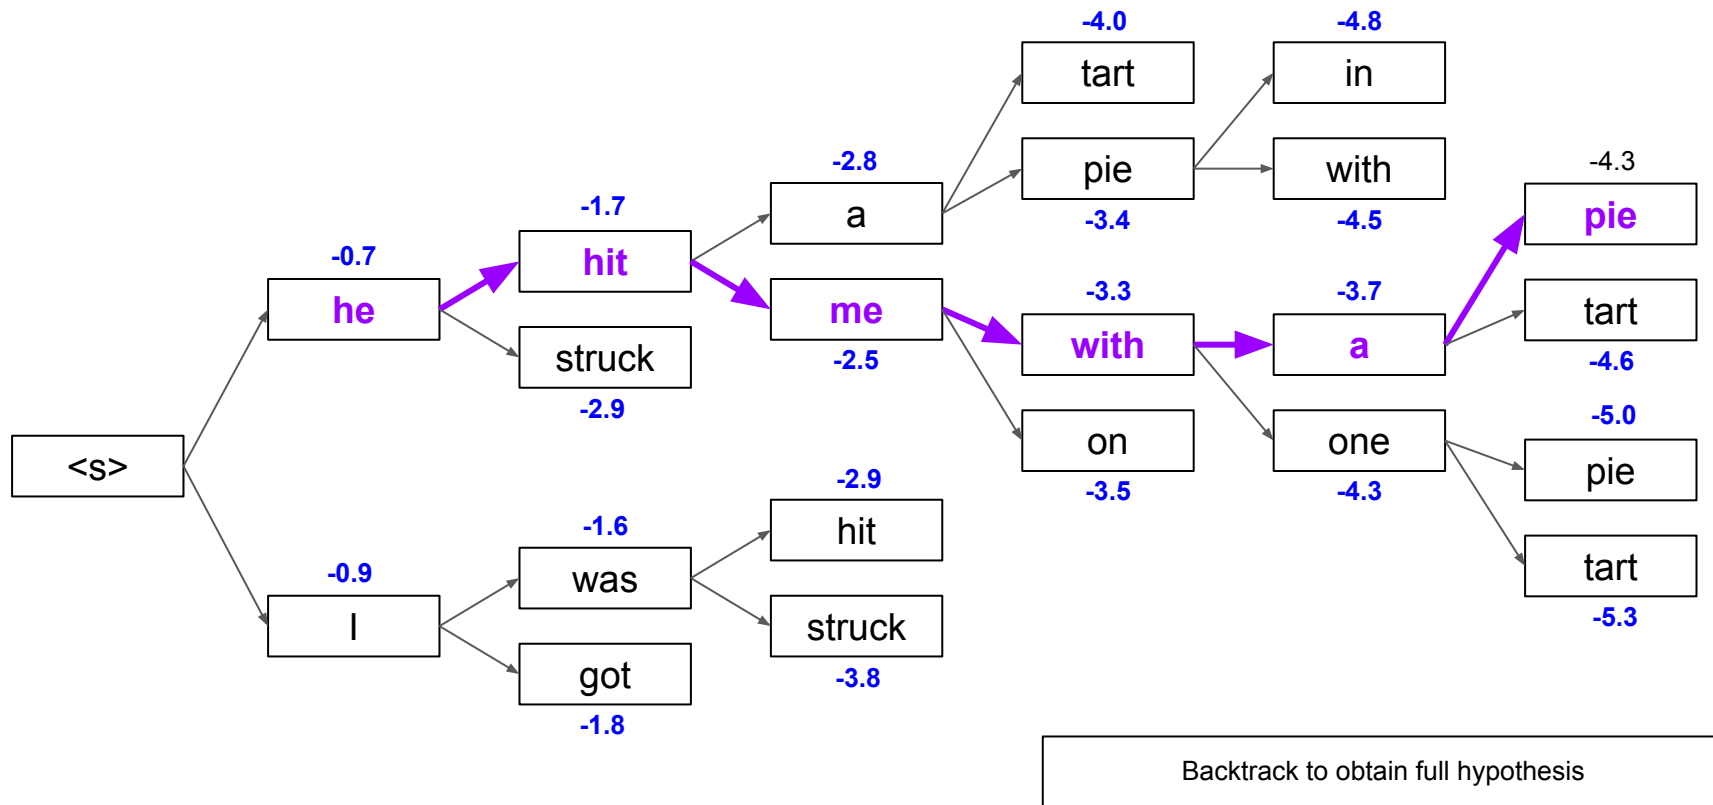 -4.0
-4.8
tart
in
-2.8
-4.3
pie
with
-1.7
a
pie
-3.4
-4.5
-0.7
hit
-3.3
-3.7
he
me
tart
with
a
struck
-2.5
-4.6
-2.9
-5.0
<s>
on
one
pie
-2.9
-3.5
-4.3
-1.6
hit
-0.9
was
tart
I
struck
-5.3
got
-3.8
-1.8
Backtrack to obtain full hypothesis